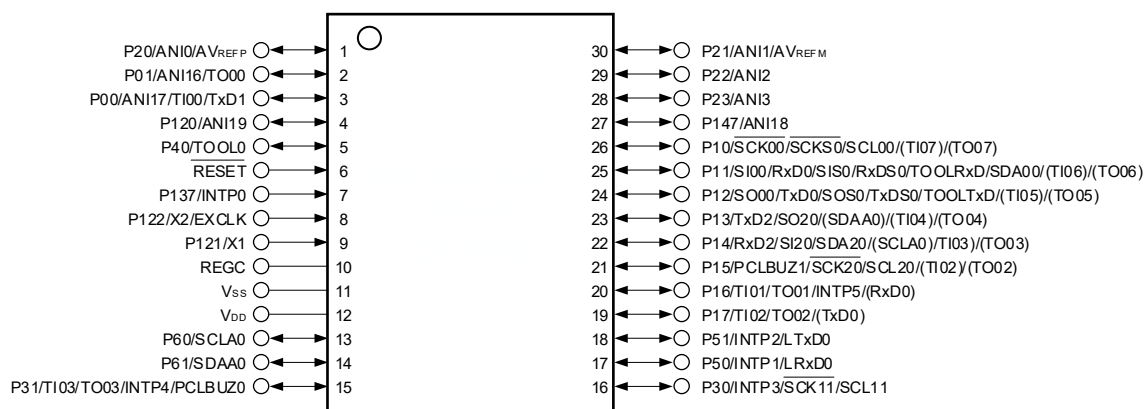 P20/ANI0/AVREFP 1
P01/ANI16/TO00 2
P00/ANI17/TI00/TxD1 3
P120/ANI19 4
P40/TOOL0 5
RESET 6
P137/INTP0 7
P122/X2/EXCLK 8
P121/X1 9
REGC 10
VSS 11
VDD 12
P60/SCLA0 13
P61/SDAA0 14
P31/TI03/TO03/INTP4/PCLBUZ0 15
30 P21/ANI1/AVREFM
29 P22/ANI2
28 P23/ANI3
27 P147/ANI18
26 P10/SCK00/SCKS0/SCL00/(TI07)/(TO07)
25 P11/SI00/RxD0/SIS0/RxDS0/TOOLRxD/SDA00/(TI06)/(TO06)
24 P12/SO00/TxD0/SOS0/TxDS0/TOOLTxD/(TI05)/(TO05)
23 P13/TxD2/SO20/(SDAA0)/(TI04)/(TO04)
22 P14/RxD2/SI20/SDA20/(SCLA0)/TI03)/(TO03)
21 P15/PCLBUZ1/SCK20/SCL20/(TI02)/(TO02)
20 P16/TI01/TO01/INTP5/(RxD0)
19 P17/TI02/TO02/(TxD0)
18 P51/INTP2/LTxD0
17 P50/INTP1/LRxD0
16 P30/INTP3/SCK11/SCL11